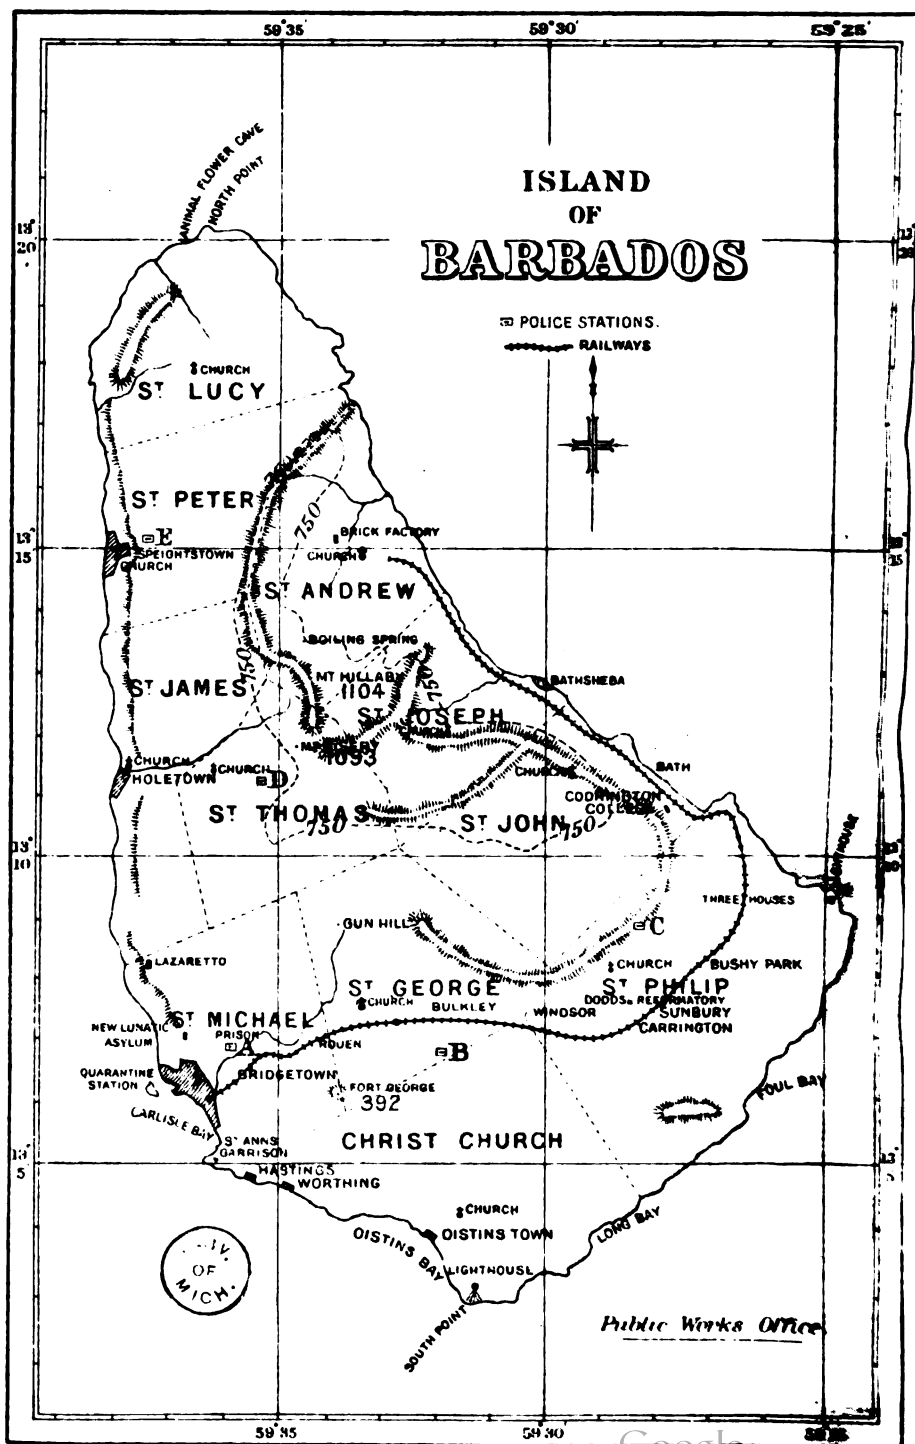 59°35'
59°30'
59°25'
ANIMAL FLOWER CAVE
NORTH POINT
ISLAND
OF
BARBADOS
POLICE STATIONS.
RAILWAYS
13°
20'
CHURCH
ST LUCY
ST PETER
E
SPEIGHTSTOWN
CHURCH
750
BRICK FACTORY
CHURCH
13°
15
ST ANDREW
BOILING SPRING
750
ST JAMES
MT HILLABY
1104
750
ST JOSEPH
CHURCH
1093
BATHSHEBA
CHURCH
HOLETOWN
CHURCH
D
CHURCH
BATH
CODRINGTON
COLLEGE
ST THOMAS
750
ST JOHN
750
13°
10
LIGHTHOUSE
THREE HOUSES
GUN HILL
C
LAZARETTO
CHURCH
BUSHY PARK
ST GEORGE
CHURCH
BULKLEY
ST PHILIP
DODDS REFORMATORY
WINDSOR
SUNBURY
CARRINGTON
ST MICHAEL
NEW LUNATIC
ASYLUM
PRISON
A
ROUEN
B
QUARANTINE
STATION
BRIDGETOWN
FORT GEORGE
392
FOUL BAY
CARLISLE BAY
CHRIST CHURCH
ST ANNS
GARRISON
13°
5
HASTINGS
WORTHING
CHURCH
OISTINS TOWN
OISTINS BAY
LONG BAY
LIGHTHOUSE
SOUTH POINT
OF
MICH.
Public Works Office
59°35
59°30
Google